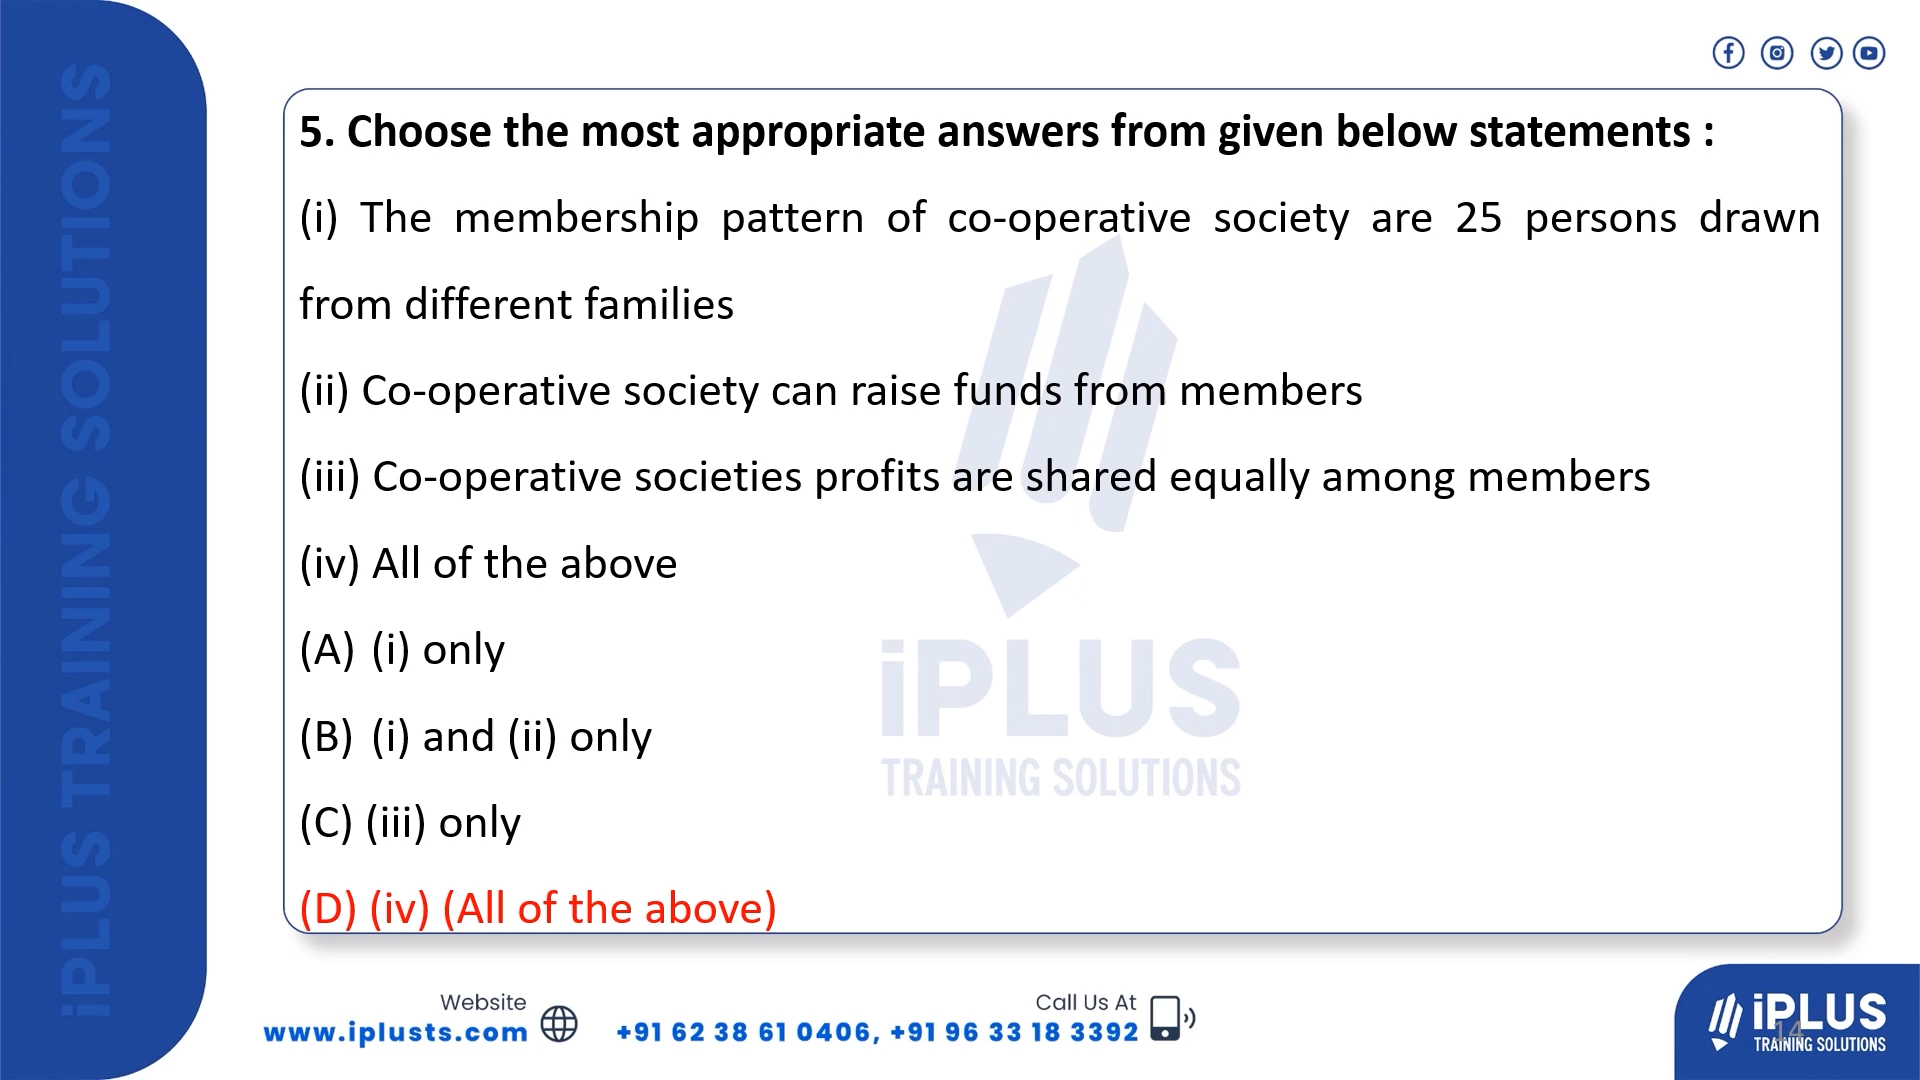 iPLUS TRAINING SOLUTIONS
5. Choose the most appropriate answers from given below statements :
(i) The membership pattern of co-operative society are 25 persons drawn
from different families
(ii) Co-operative society can raise funds from members
(iii) Co-operative societies profits are shared equally among members
(iv) All of the above
(A) (i) only
(B) (i) and (ii) only
(C) (iii) only
(D) (iv) (All of the above)
iPLUS
TRAINING SOLUTIONS
Website
www.iplusts.com
Call Us At
+91 62 38 61 0406, +91 96 33 18 3392
iPLUS
TRAINING SOLUTIONS
14